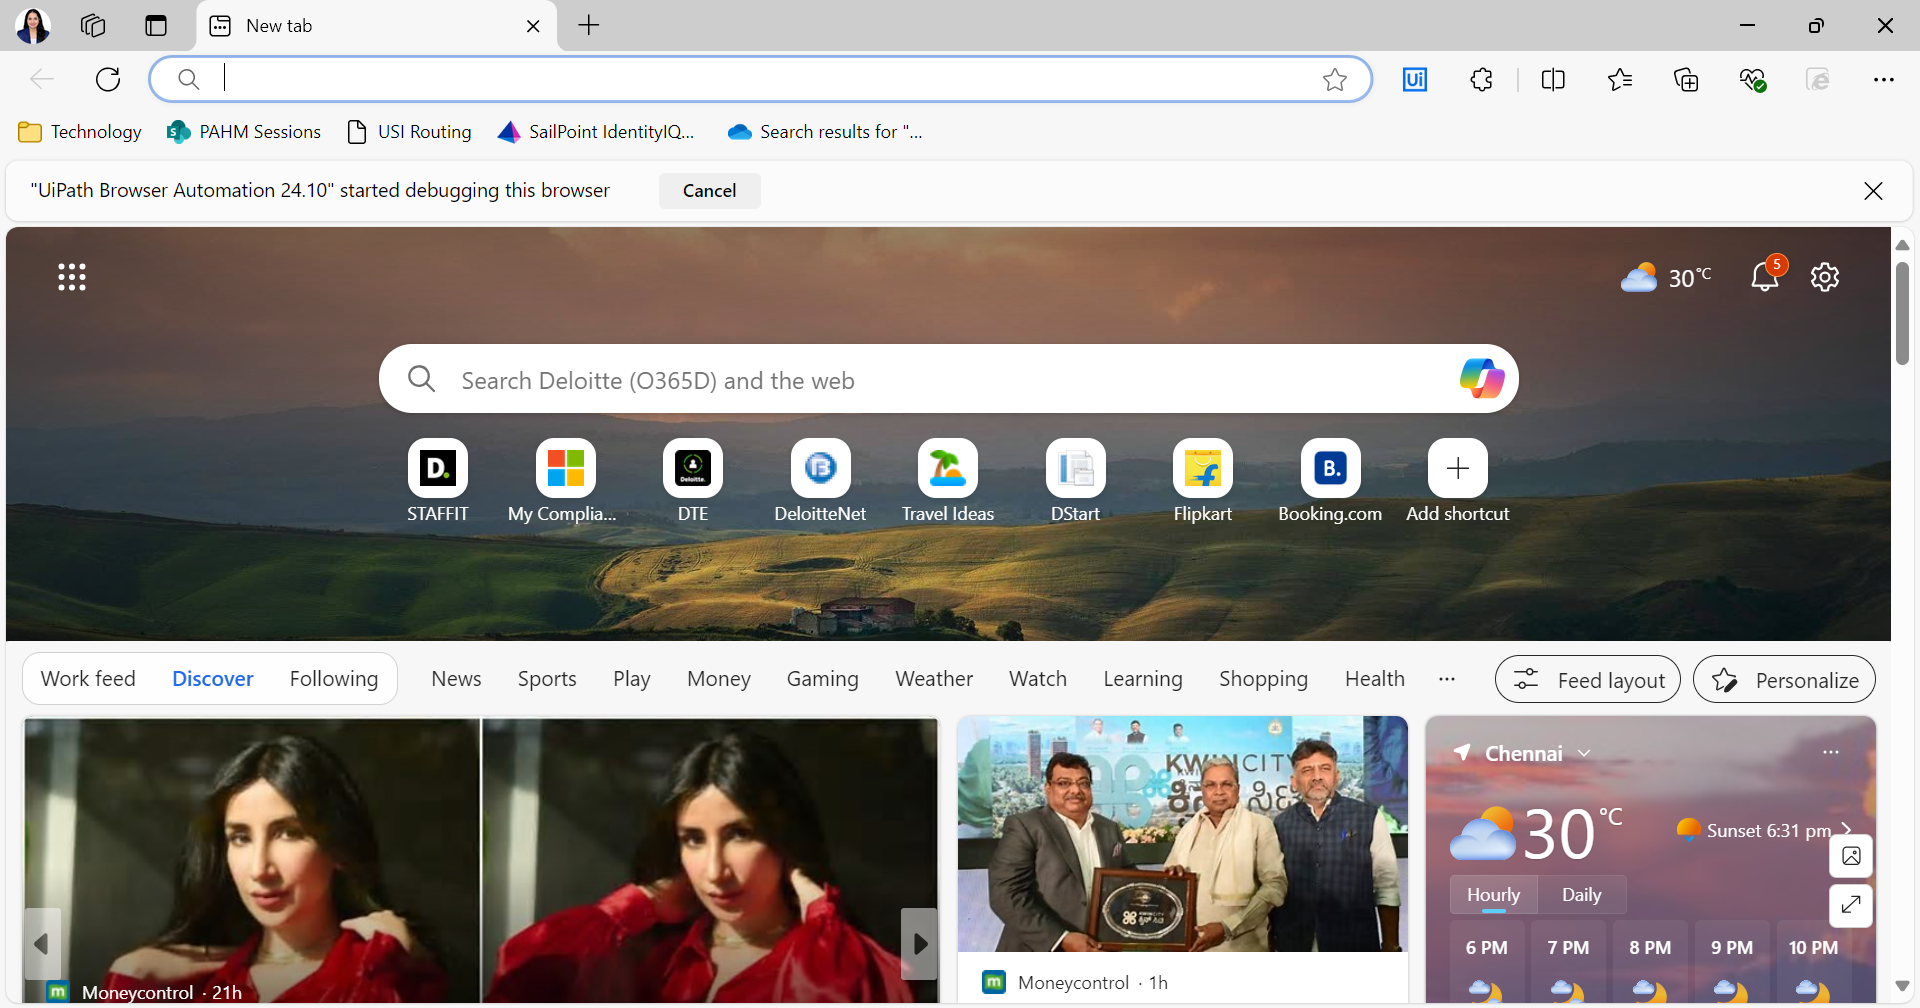 New tab
Technology
PAHM Sessions
USI Routing
SailPoint IdentityIQ...
Search results for "...
"UiPath Browser Automation 24.10" started debugging this browser
Cancel
30°C
5
Search Deloitte (O365D) and the web
STAFFIT
My Complia...
DTE
DeloitteNet
Travel Ideas
DStart
Flipkart
Booking.com
Add shortcut
Work feed
Discover
Following
News
Sports
Play
Money
Gaming
Weather
Watch
Learning
Shopping
Health
Feed layout
Personalize
Chennai
30°C
Sunset 6:31 pm
Hourly
Daily
6 PM
7 PM
8 PM
9 PM
10 PM
Moneycontrol · 21h
Moneycontrol · 1h